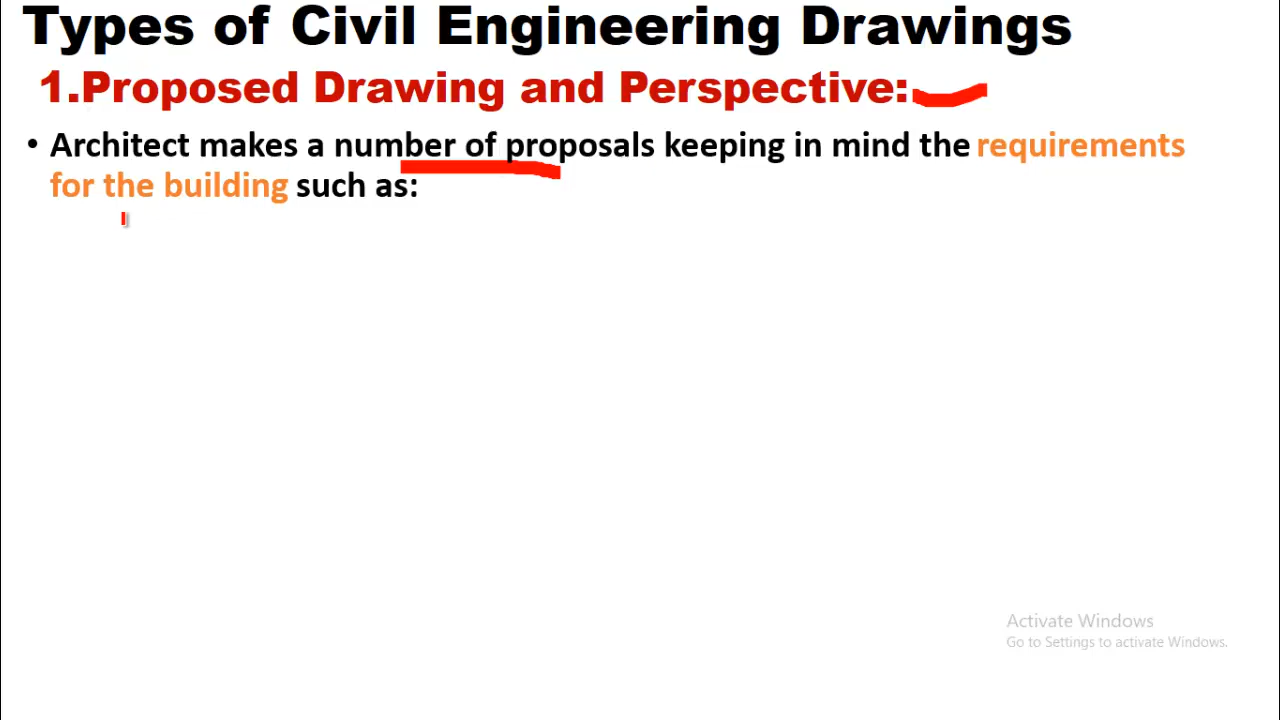 Types of Civil Engineering Drawings
1.Proposed Drawing and Perspective:
• Architect makes a number of proposals keeping in mind the requirements
for the building such as:
Activate Windows
Go to Settings to activate Windows.